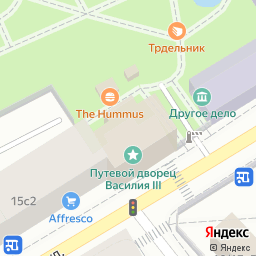 Трдельник
The Hummus
Другое дело
Путевой дворец
Василия III
15с2
Affresco
© Яндекс